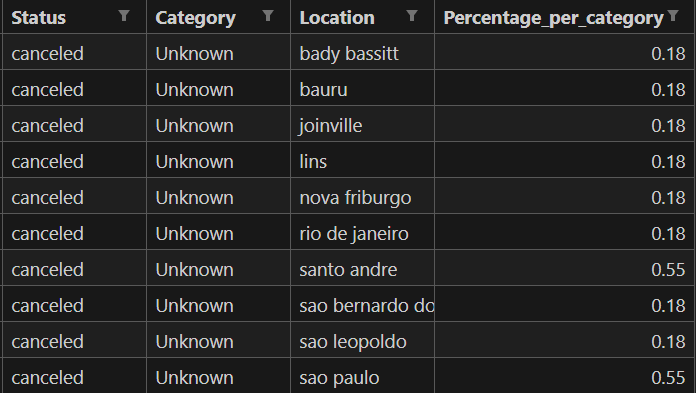 Status Category Location Percentage_per_category
canceled Unknown bady bassitt 0.18
canceled Unknown bauru 0.18
canceled Unknown joinville 0.18
canceled Unknown lins 0.18
canceled Unknown nova friburgo 0.18
canceled Unknown rio de janeiro 0.18
canceled Unknown santo andre 0.55
canceled Unknown sao bernardo do 0.18
canceled Unknown sao leopoldo 0.18
canceled Unknown sao paulo 0.55